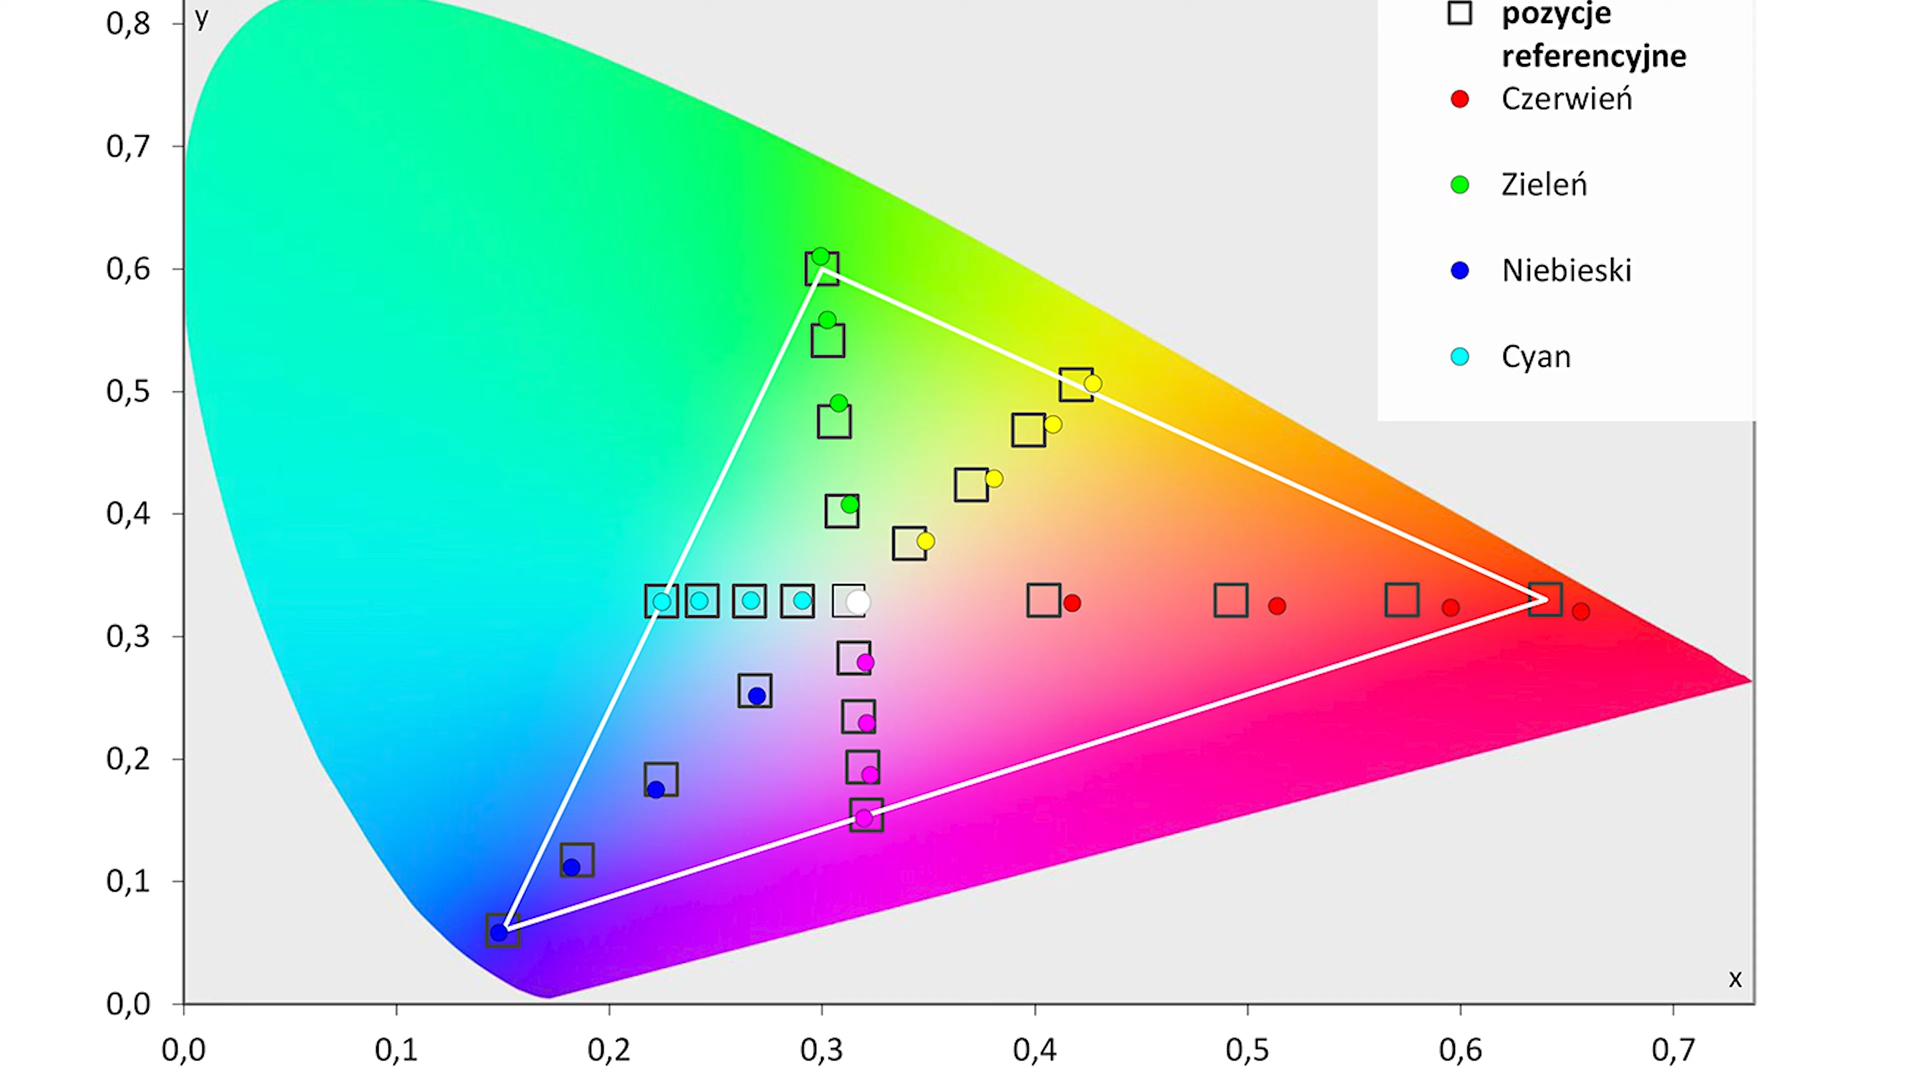 y
0,8
0,7
0,6
0,5
0,4
0,3
0,2
0,1
0,0
0,0 0,1 0,2 0,3 0,4 0,5 0,6 0,7
x
pozycje
referencyjne
Czerwień
Zieleń
Niebieski
Cyan